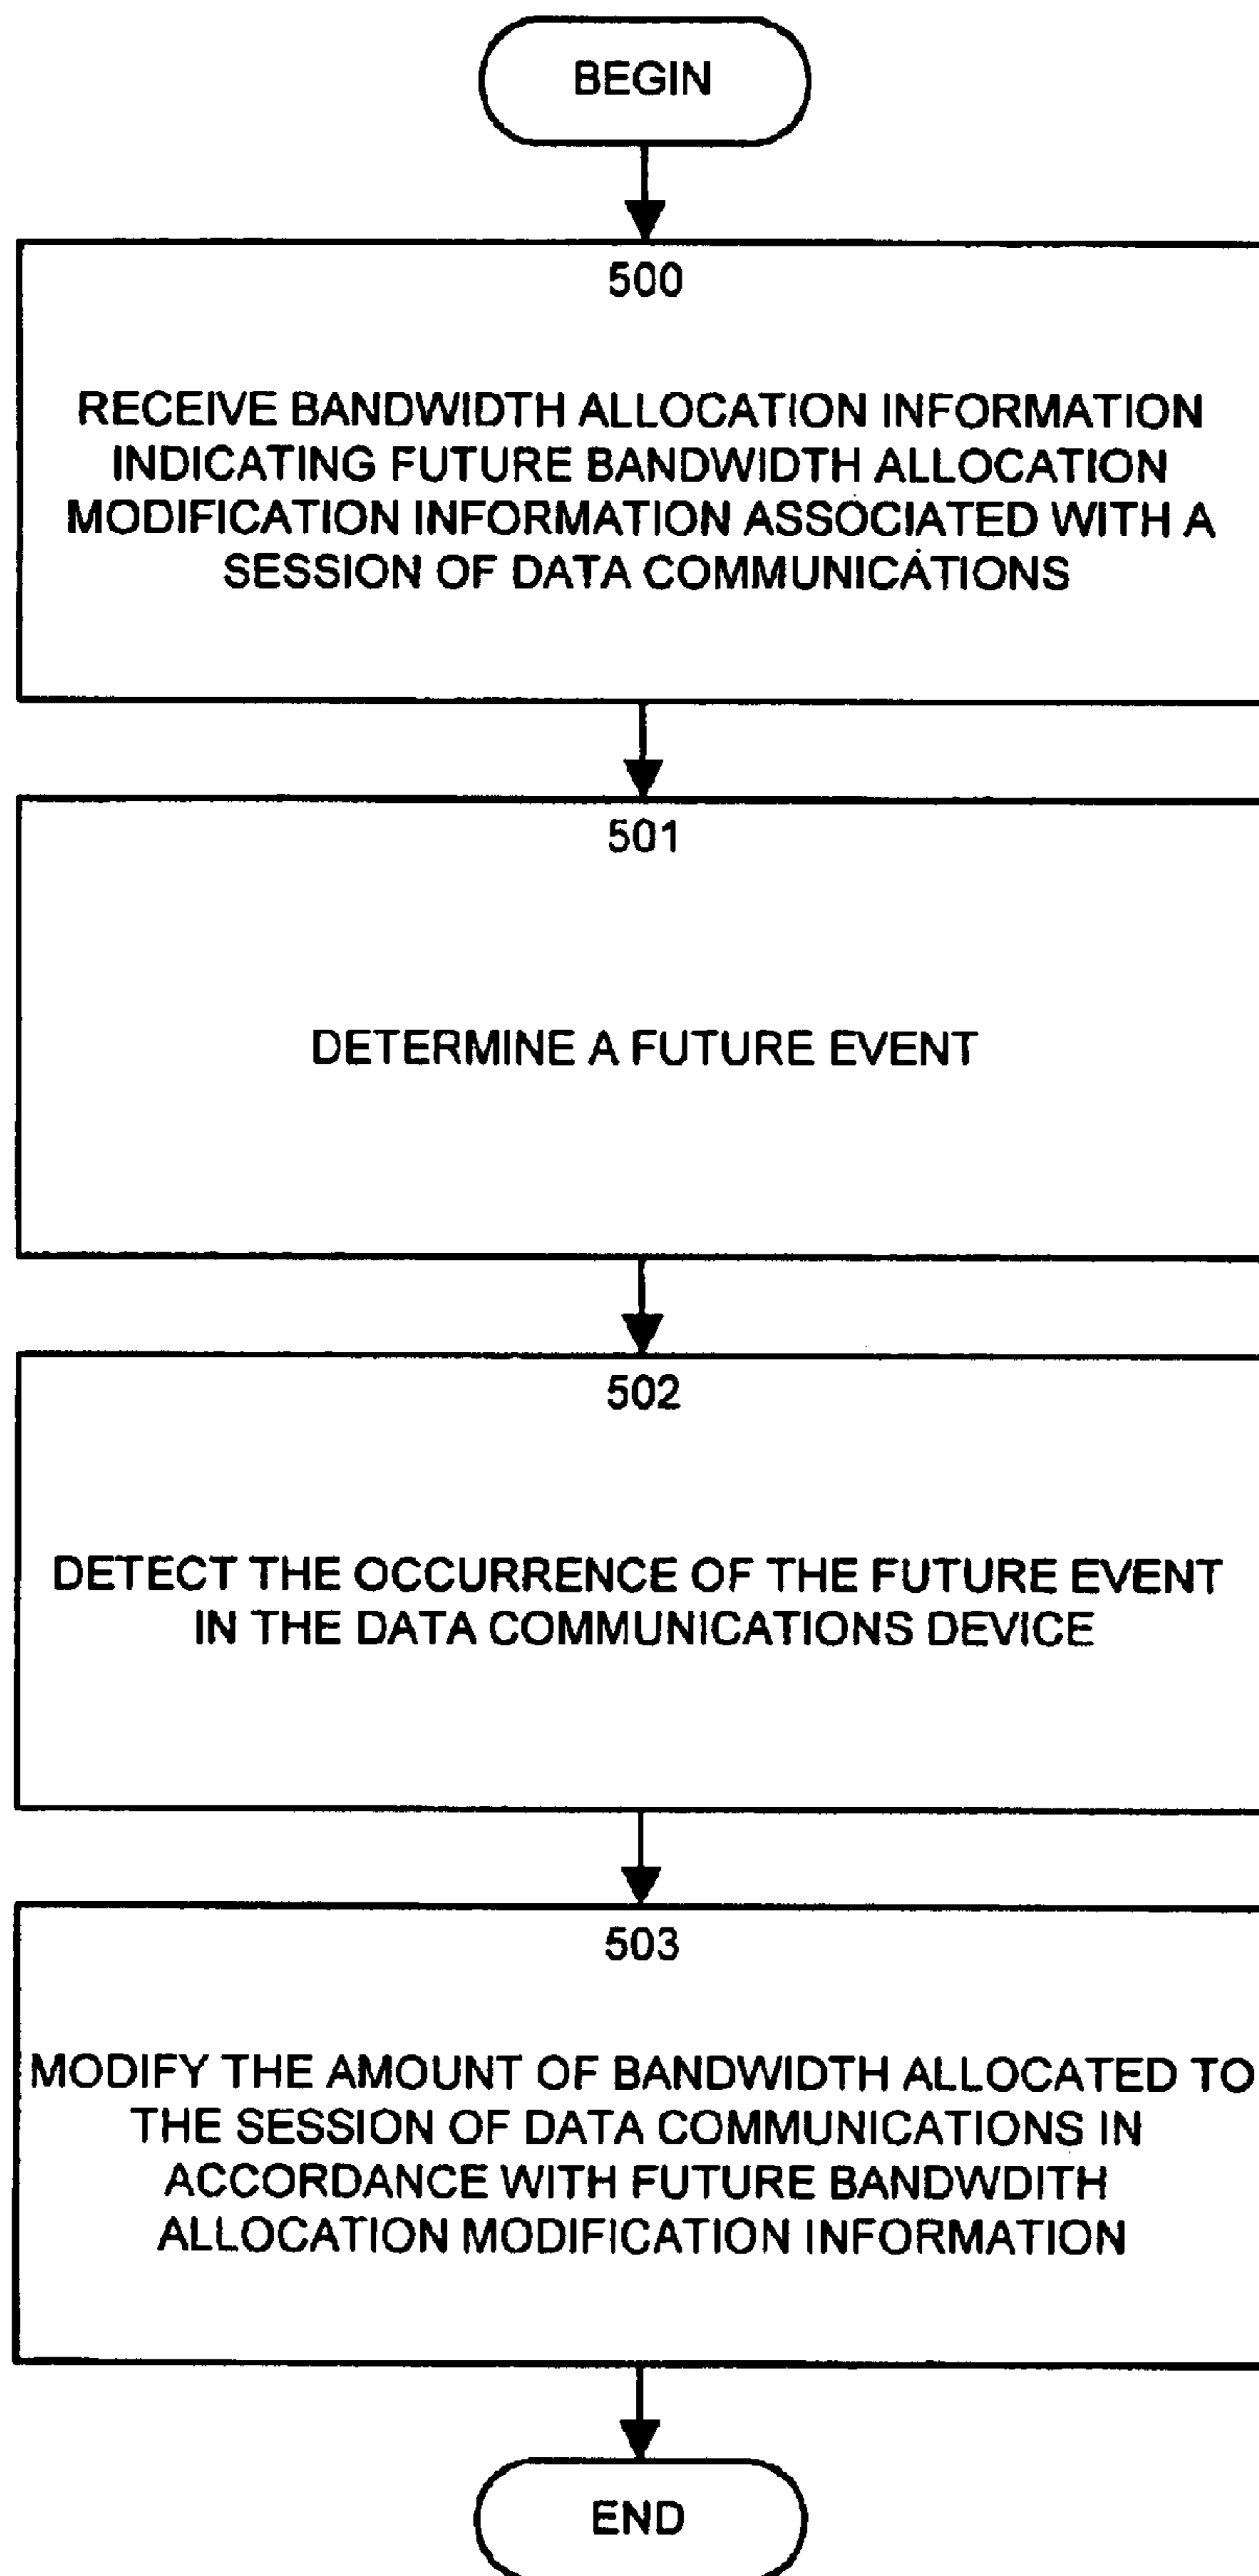 BEGIN
500
RECEIVE BANDWIDTH ALLOCATION INFORMATION
INDICATING FUTURE BANDWIDTH ALLOCATION
MODIFICATION INFORMATION ASSOCIATED WITH A
SESSION OF DATA COMMUNICATIONS
501
DETERMINE A FUTURE EVENT
502
DETECT THE OCCURRENCE OF THE FUTURE EVENT
IN THE DATA COMMUNICATIONS DEVICE
503
MODIFY THE AMOUNT OF BANDWIDTH ALLOCATED TO
THE SESSION OF DATA COMMUNICATIONS IN
ACCORDANCE WITH FUTURE BANDWDITH
ALLOCATION MODIFICATION INFORMATION
END